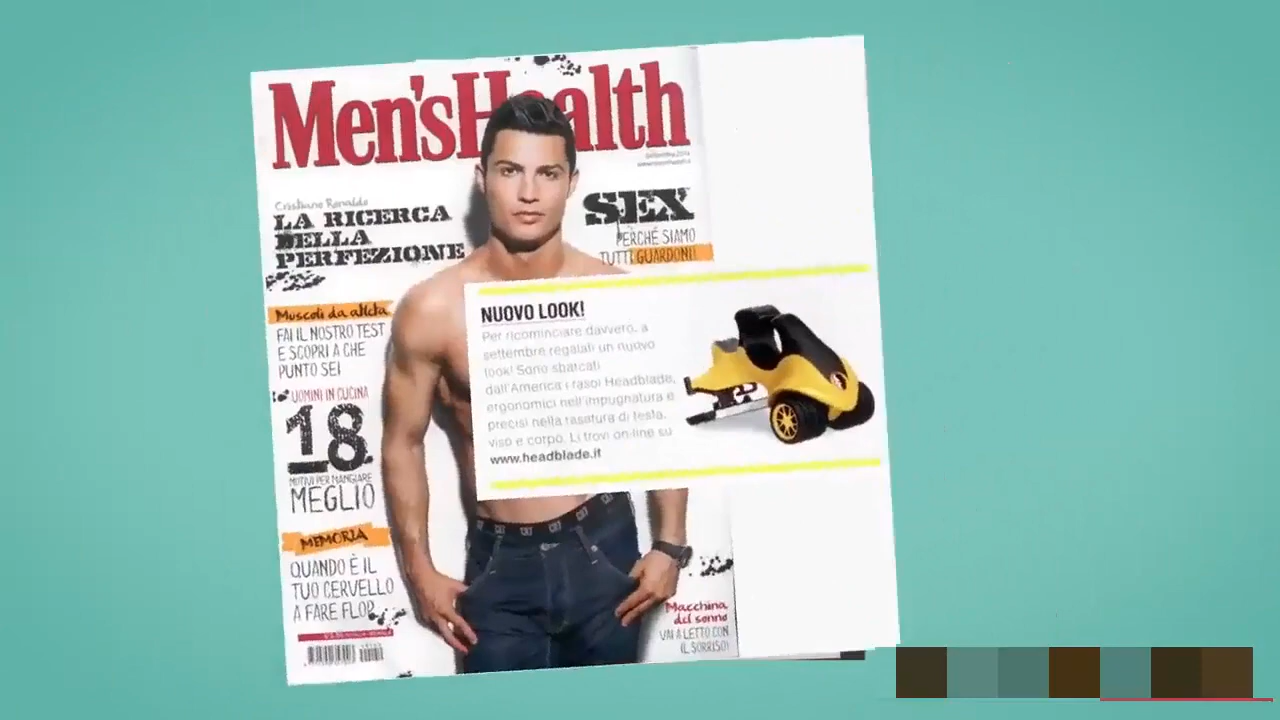 Men'sHealth
Cristiano Ronaldo
LA RICERCA
DELLA
PERFEZIONE
SEX
PERCHÉ SIAMO
TUTTI GUARDONI!
Muscoli da atleta
FAI IL NOSTRO TEST
E SCOPRI A CHE
PUNTO SEI
UOMINI IN CUCINA
18
MOTIVI PER MANGIARE
MEGLIO
MEMORIA
QUANDO È IL
TUO CERVELLO
A FARE FLOP
NUOVO LOOK!
Per ricominciare davvero, a
settembre regalati un nuovo
look! Sono sbarcati
dall'America i rasoi Headblade,
ergonomici nell'impugnatura e
precisi nella rasatura di testa,
viso e corpo. Li trovi on-line su
www.headblade.it
Macchina
del sonno
VAI A LETTO CON
IL SORRISO!